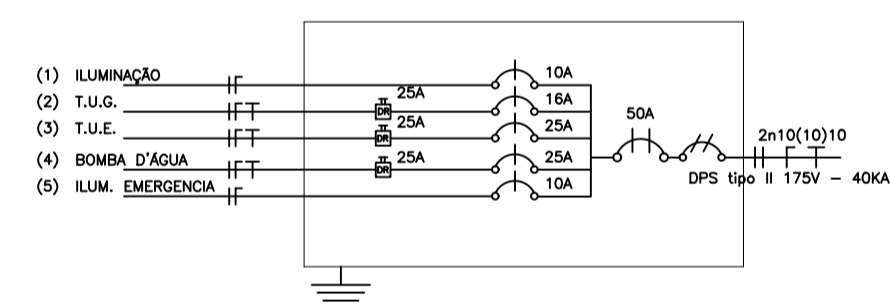 (1) ILUMINAÇÃO
10A
(2) T.U.G.
25A
DR
16A
(3) T.U.E.
25A
DR
25A
(4) BOMBA D'ÁGUA
25A
DR
25A
(5) ILUM. EMERGENCIA
10A
50A
2n10(10)10
DPS tipo II 175V – 40KA